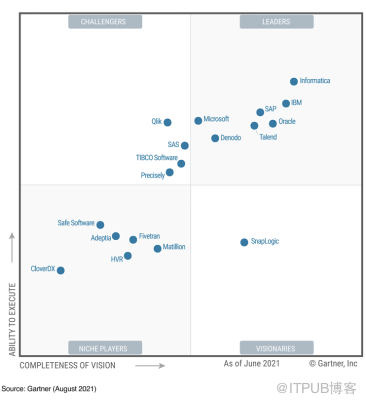 CHALLENGERS
LEADERS
Informatica
IBM
SAP
Oracle
Microsoft
Qlik
Talend
Denodo
SAS
TIBCO Software
Precisely
Safe Software
Adeptia
Fivetran
Matillion
HVR
CloverDX
SnapLogic
ABILITY TO EXECUTE
NICHE PLAYERS
VISIONARIES
COMPLETENESS OF VISION
As of June 2021
© Gartner, Inc
Source: Gartner (August 2021)
@ITPUB博客